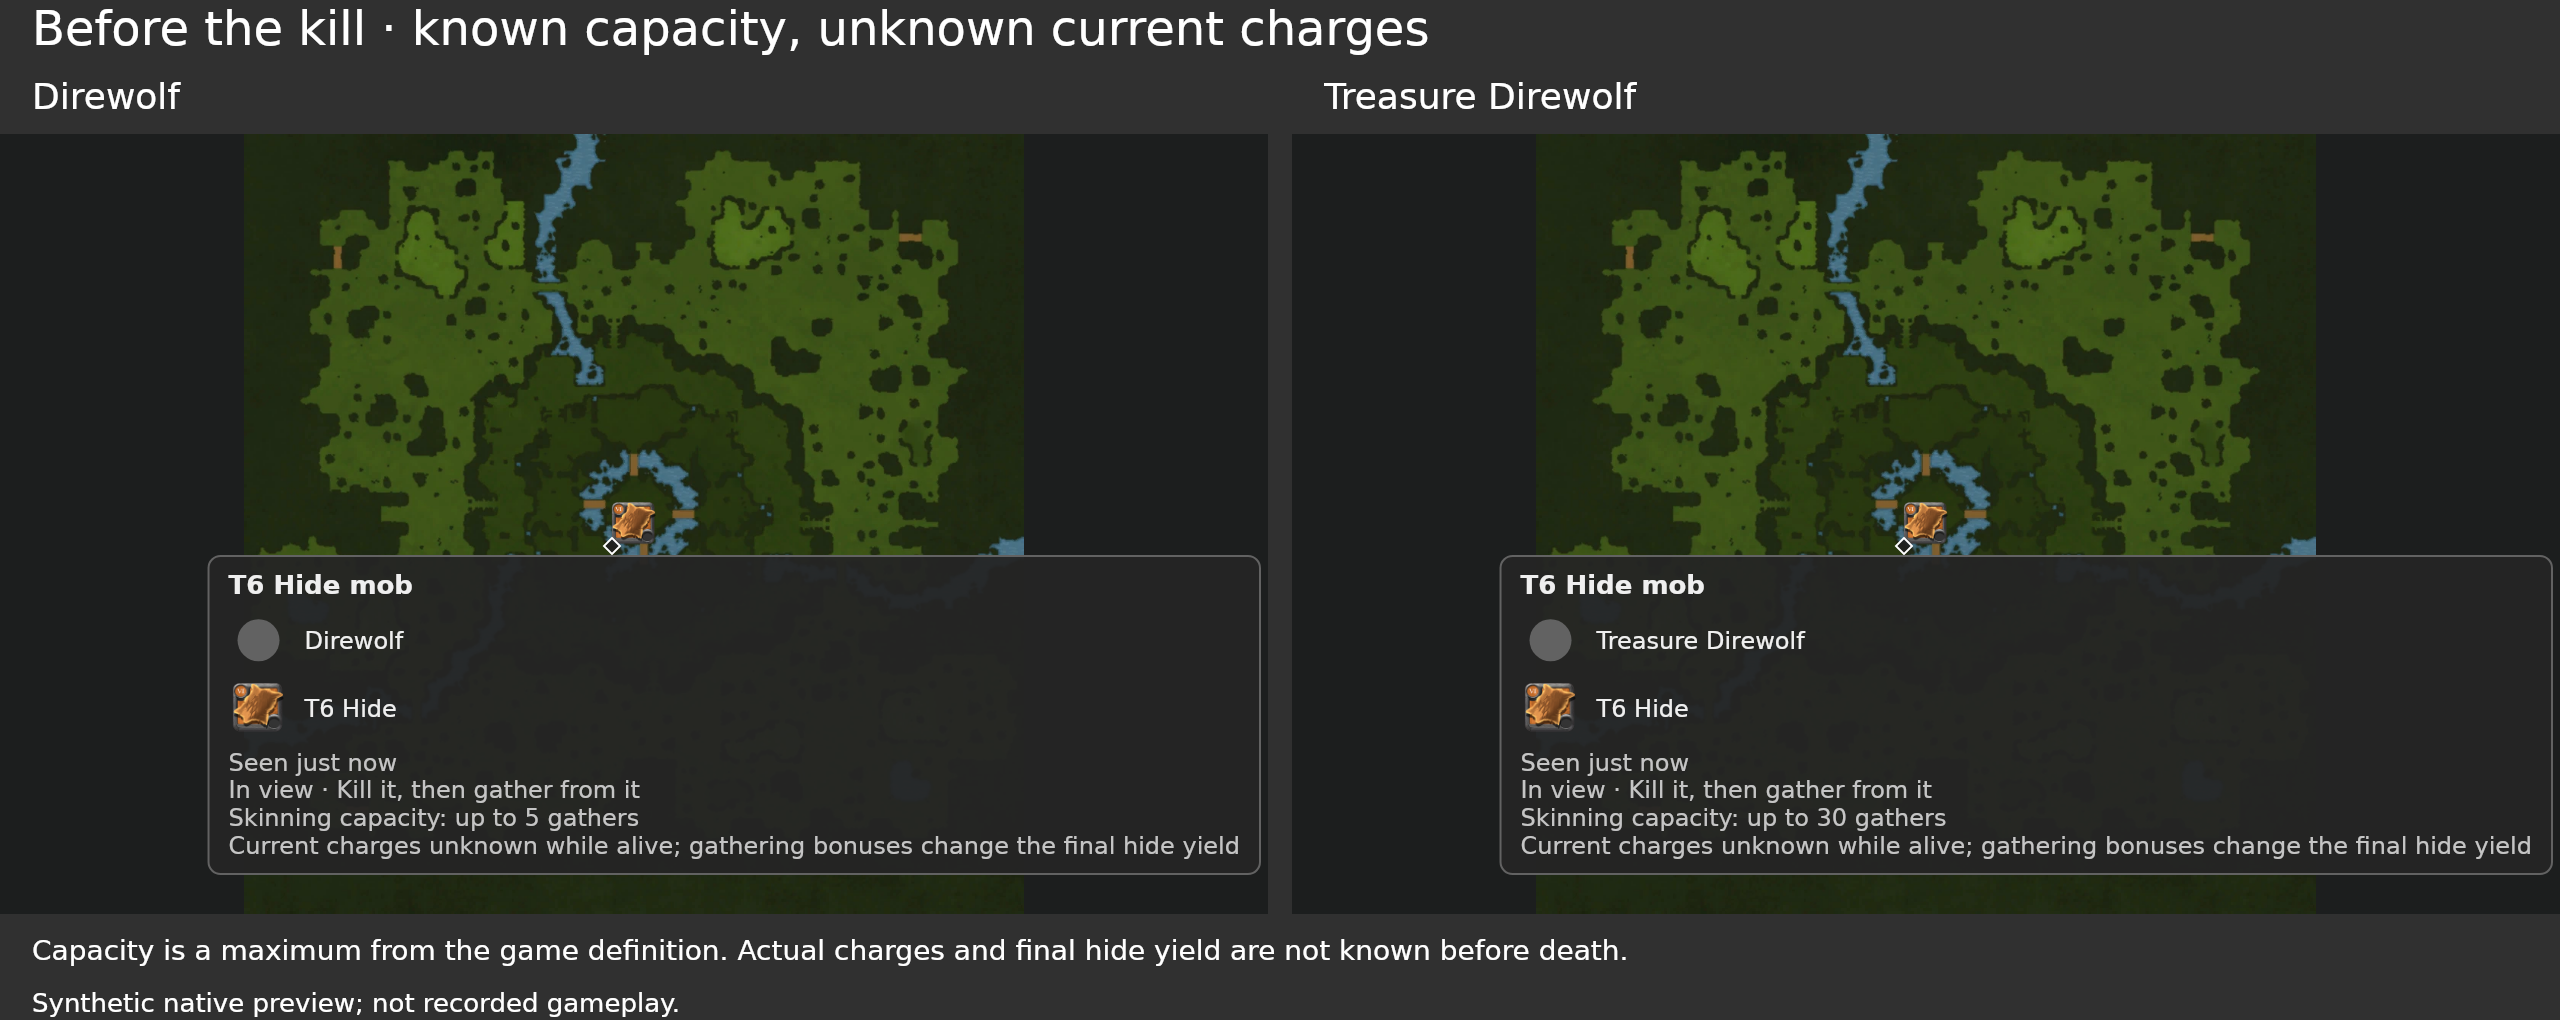 Before the kill · known capacity, unknown current charges
Direwolf
Treasure Direwolf
T6 Hide mob
Direwolf
T6 Hide
Seen just now
In view · Kill it, then gather from it
Skinning capacity: up to 5 gathers
Current charges unknown while alive; gathering bonuses change the final hide yield
T6 Hide mob
Treasure Direwolf
T6 Hide
Seen just now
In view · Kill it, then gather from it
Skinning capacity: up to 30 gathers
Current charges unknown while alive; gathering bonuses change the final hide yield
Capacity is a maximum from the game definition. Actual charges and final hide yield are not known before death.
Synthetic native preview; not recorded gameplay.